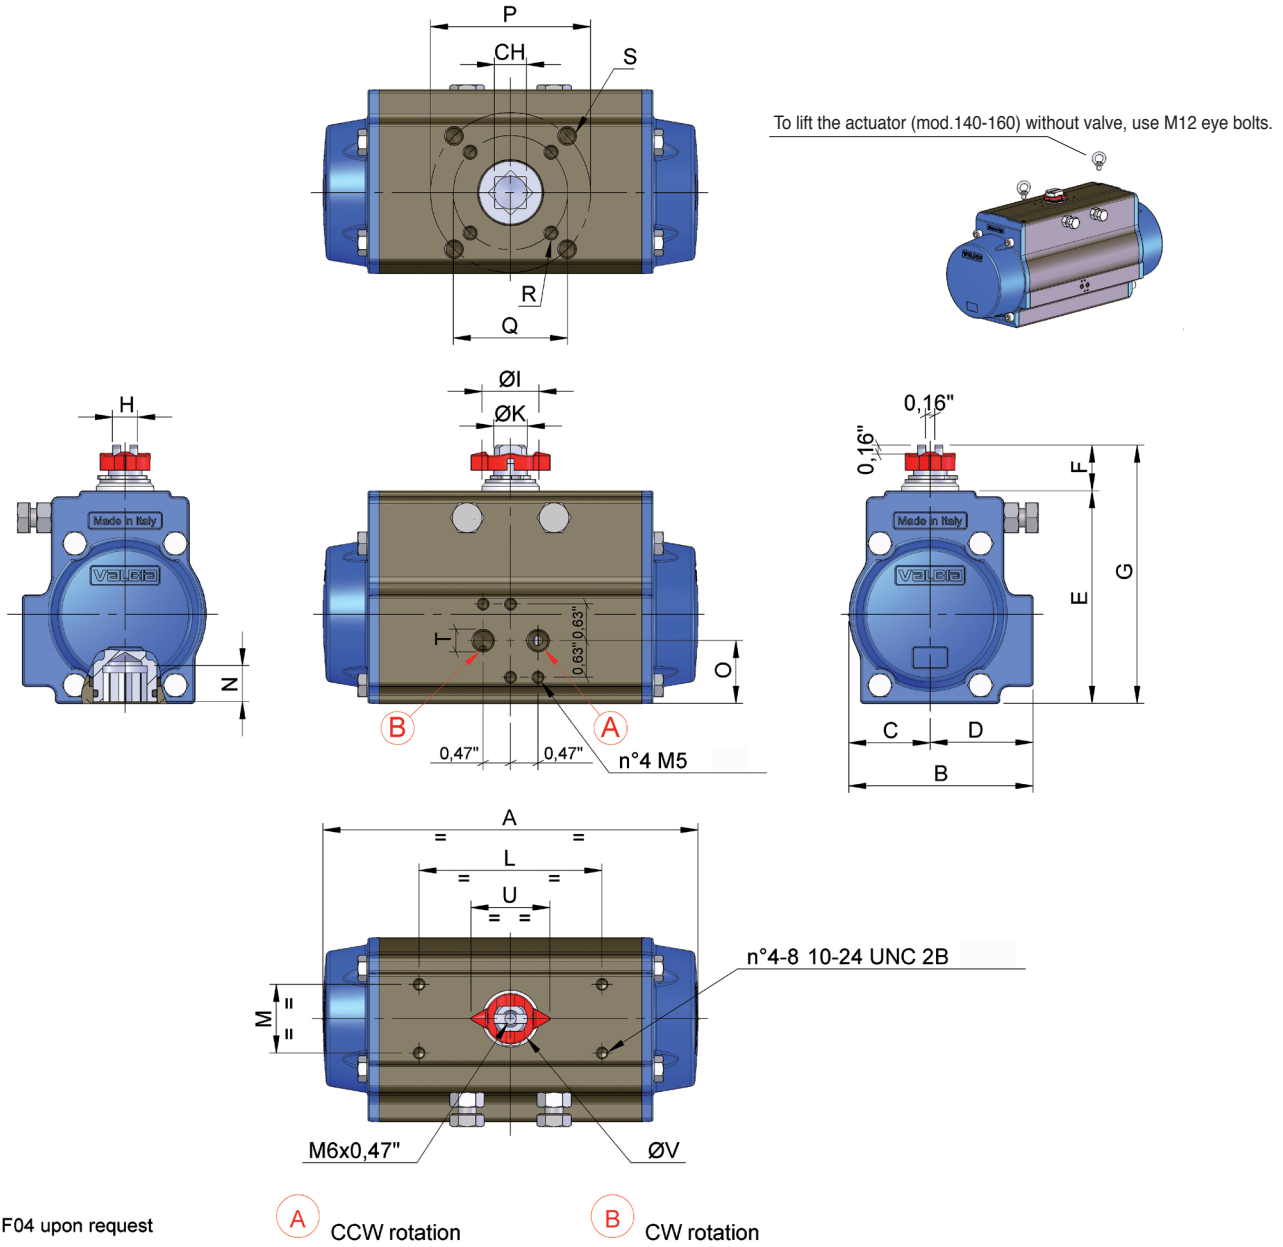 P
CH
S
To lift the actuator (mod.140-160) without valve, use M12 eye bolts.
R
Q
VALBIA
ØI
ØK
H
Made in Italy
VALBIA
N
T
0,63"
0,63"
O
B
A
0,47"
0,47"
n°4 M5
0,16"
0,16"
F
Made in Italy
VALBIA
E
G
C
D
B
A
= =
L
= =
U
= =
n°4-8 10-24 UNC 2B
M
=
=
M6x0,47"
ØV
F04 upon request
A
CCW rotation
B
CW rotation